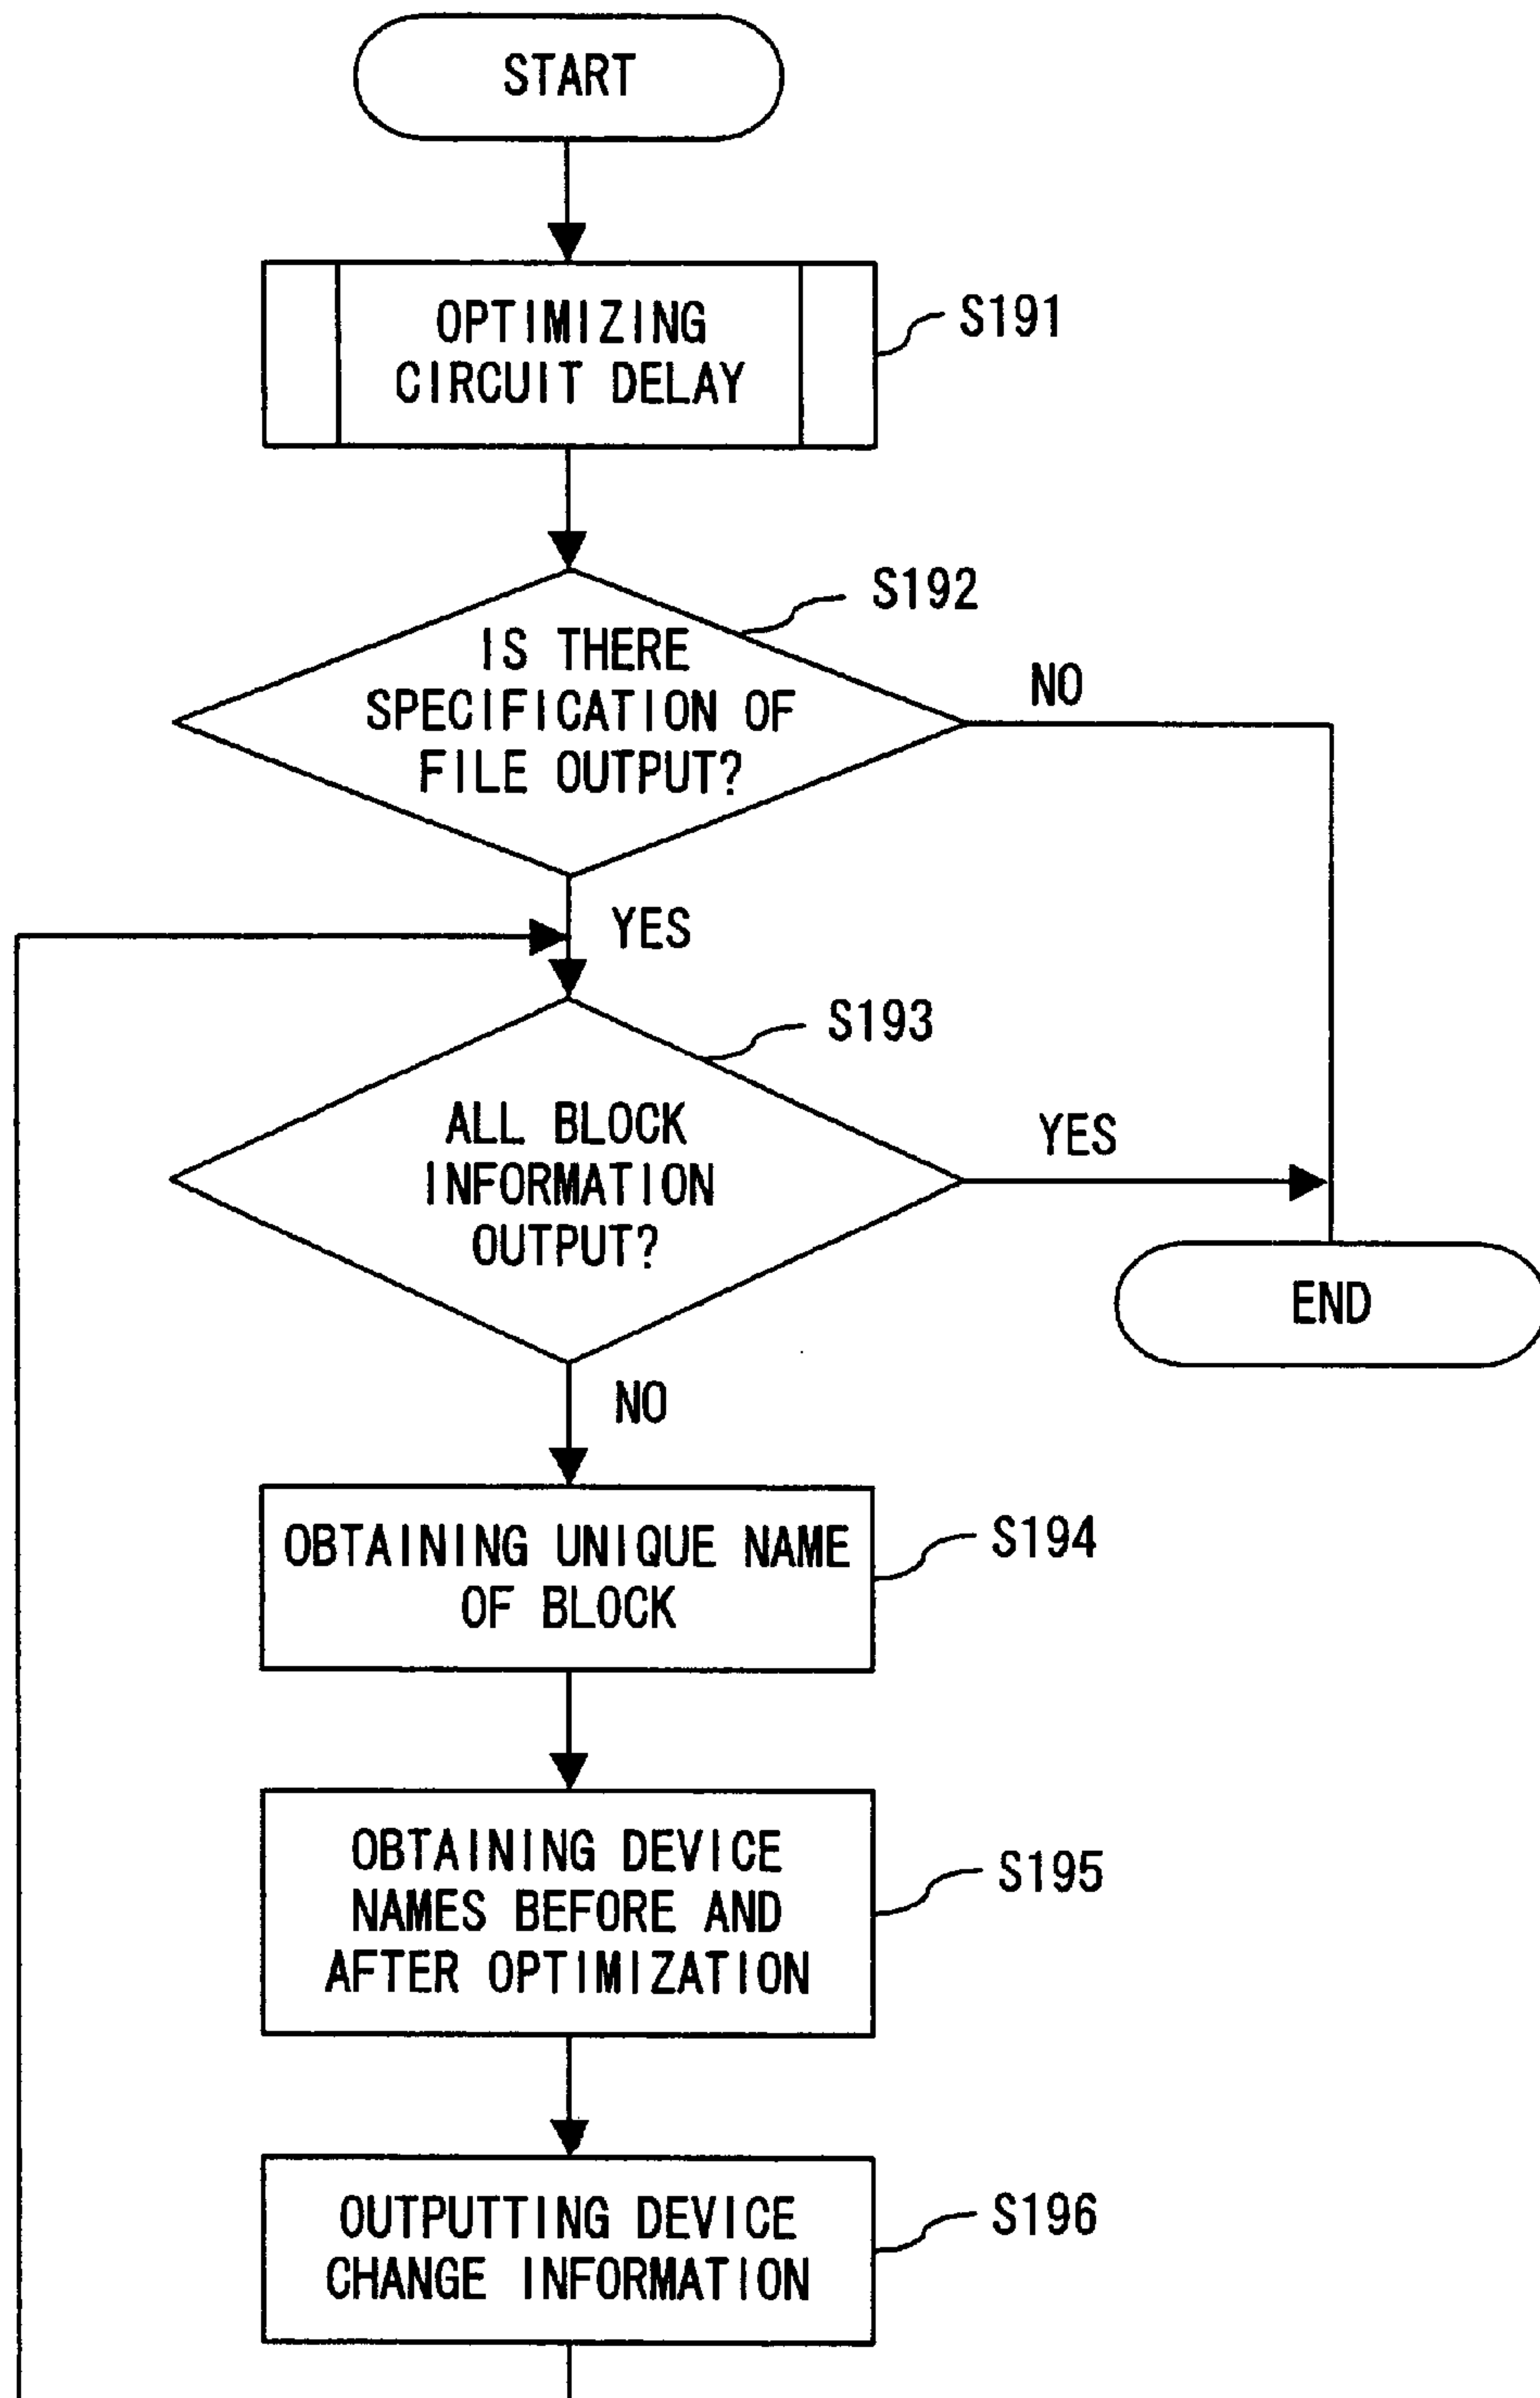 START
OPTIMIZING
CIRCUIT DELAY
S191
S192
IS THERE
SPECIFICATION OF
FILE OUTPUT?
NO
YES
S193
ALL BLOCK
INFORMATION
OUTPUT?
YES
END
NO
OBTAINING UNIQUE NAME
OF BLOCK
S194
OBTAINING DEVICE
NAMES BEFORE AND
AFTER OPTIMIZATION
S195
OUTPUTTING DEVICE
CHANGE INFORMATION
S196